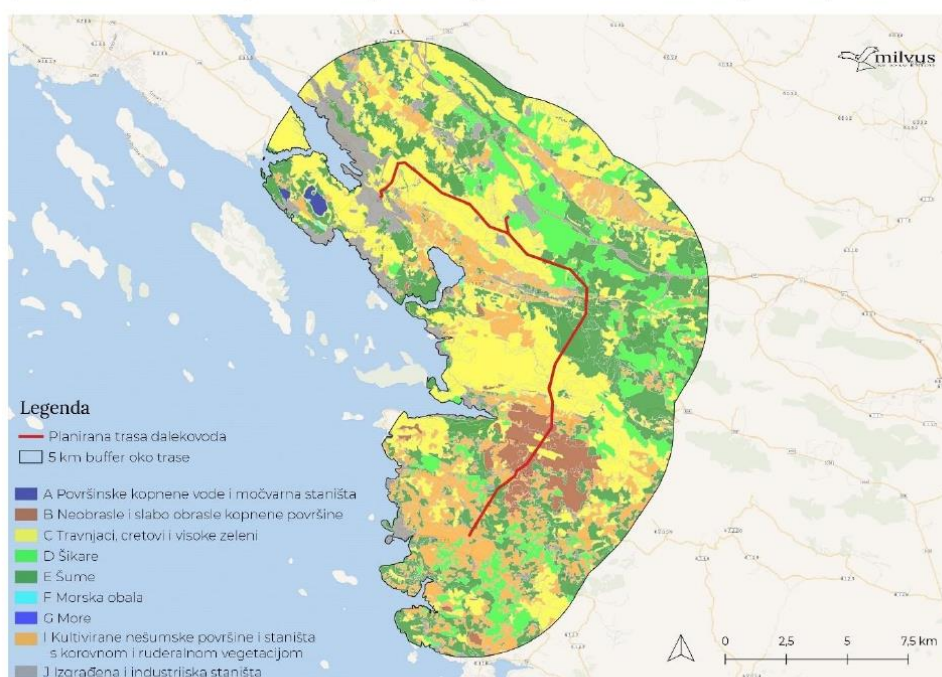 milvus
Legenda
Planirana trasa dalekovoda
5 km buffer oko trase
A Površinske kopnene vode i močvarna staništa
B Neobrasle i slabo obrasle kopnene površine
C Travnjaci, cretovi i visoke zeleni
D Šikare
E Šume
F Morska obala
G More
I Kultivirane nešumske površine i staništa
s korovnom i ruderalnom vegetacijom
J Izgrađena i industrijska staništa
0 2,5 5 7,5 km